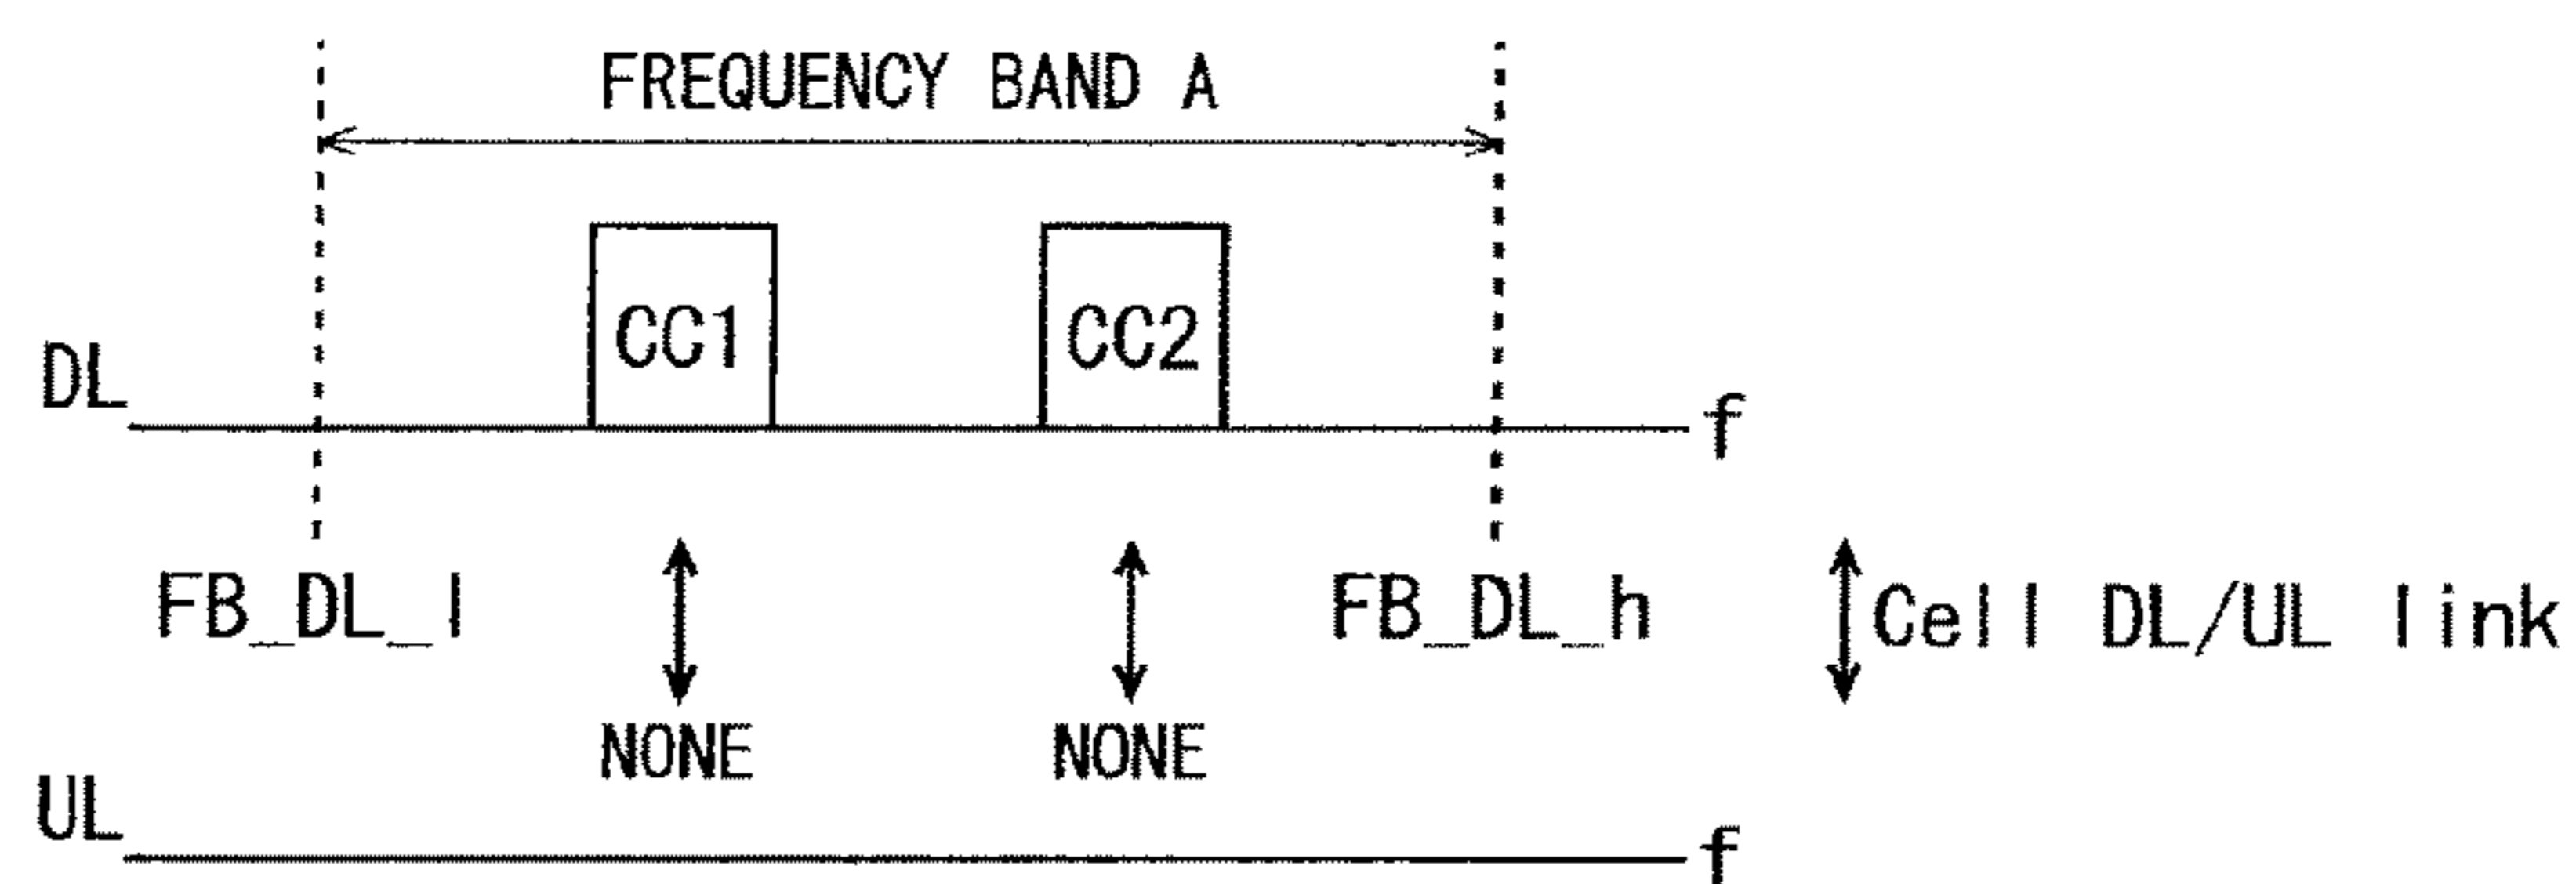 FREQUENCY BAND A
CC1 CC2
DL
f
FB_DL_l FB_DL_h Cell DL/UL link
NONE NONE
UL
f